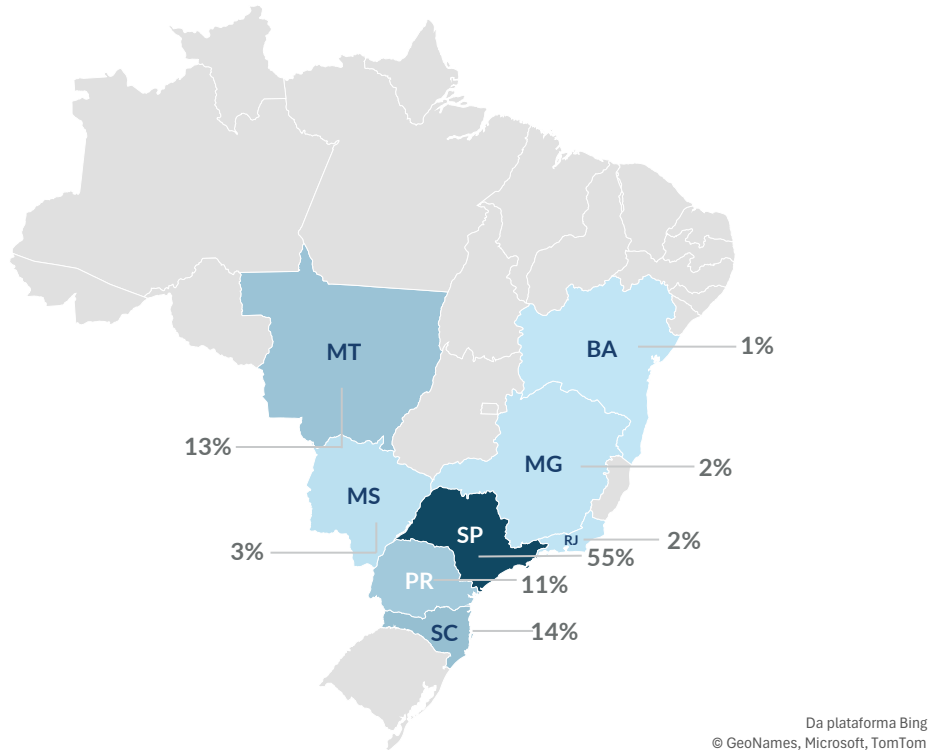 MT
BA
1%
13%
MG
2%
MS
SP
RJ
2%
3%
55%
PR
11%
SC
14%
Da plataforma Bing
© GeoNames, Microsoft, TomTom